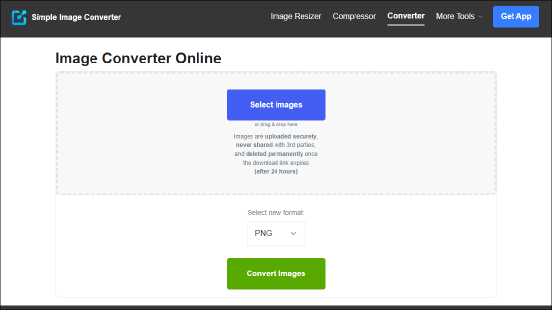 Simple Image Converter
Image Resizer Compressor Converter More Tools Get App
Image Converter Online
Select Images
or drag & drop here
Images are uploaded securely,
never shared with 3rd parties,
and deleted permanently once
the download link expires
(after 24 hours)
Select new format:
PNG
Convert Images